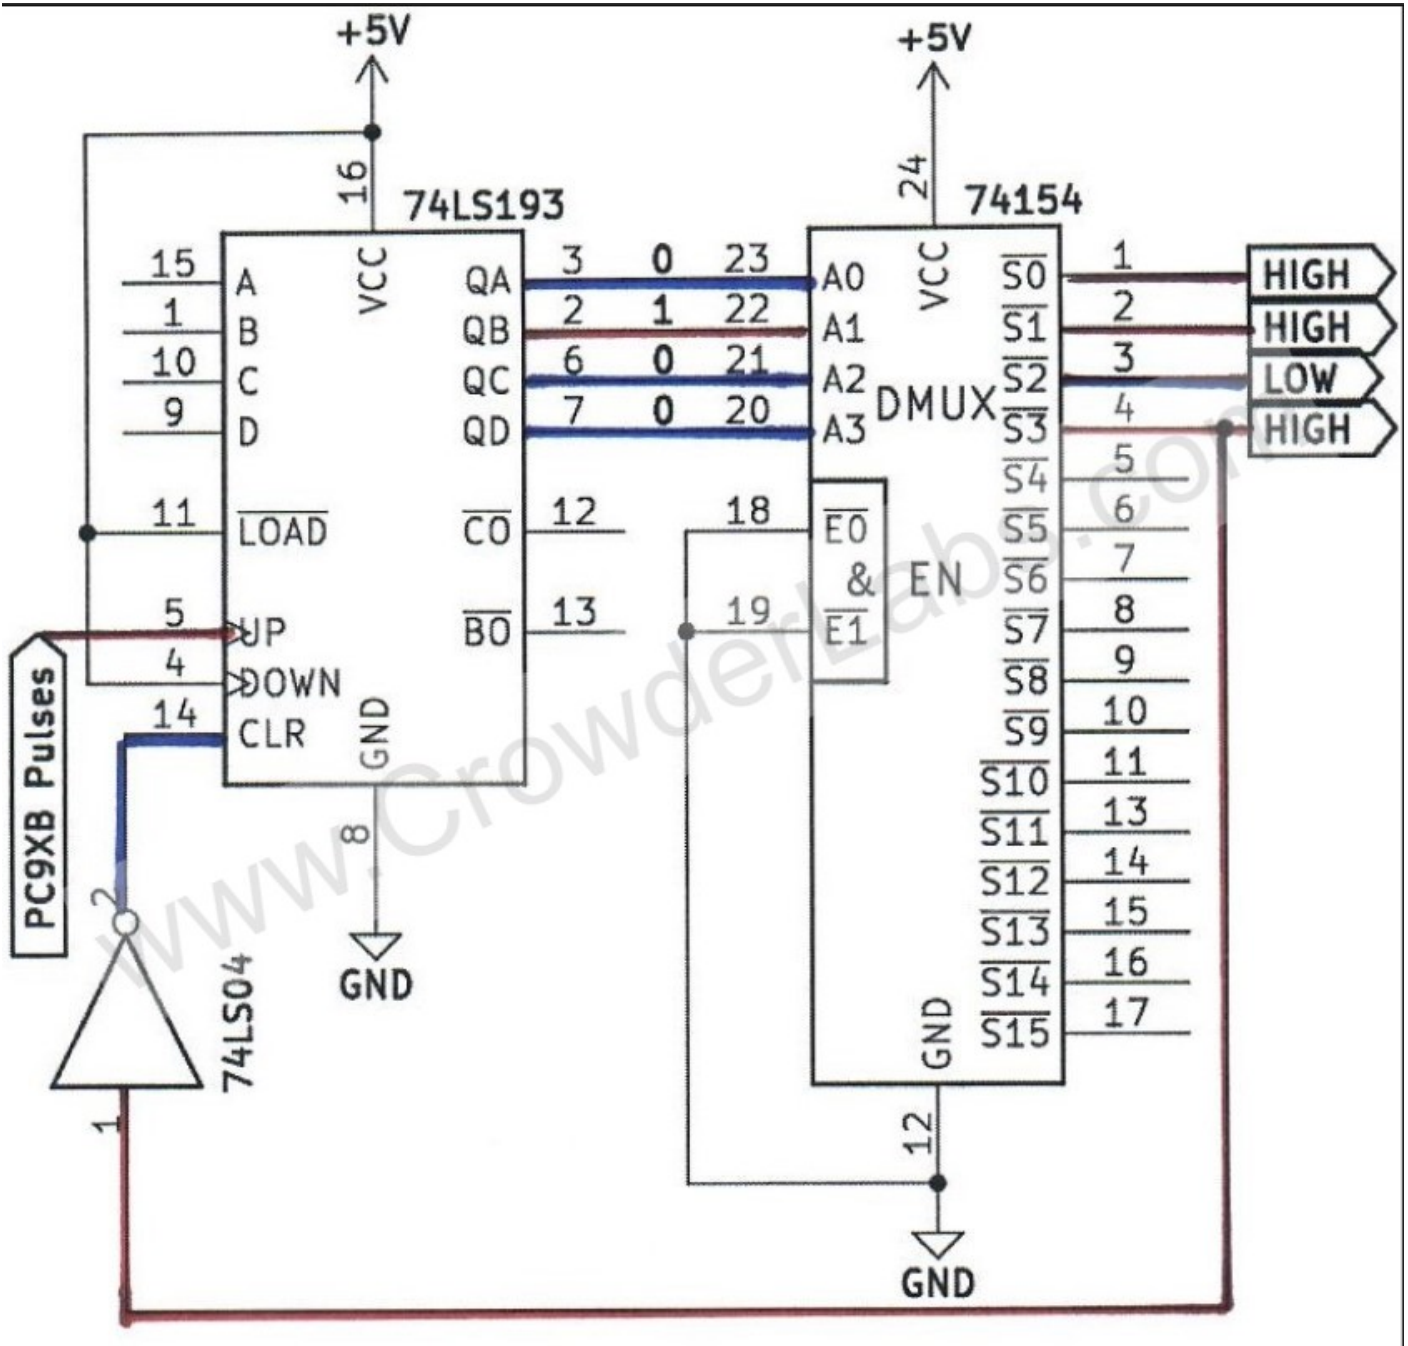 +5V
+5V
16
24
74LS193
74154
15 A VCC QA 3 0 23 A0 VCC S0 1 HIGH
1 B QB 2 1 22 A1 S1 2 HIGH
10 C QC 6 0 21 A2 S2 3 LOW
9 D QD 7 0 20 A3 DMUX S3 4 HIGH
S4 5
11 LOAD CO 12 18 E0 S5 6
& EN S6 7
5 UP BO 13 19 E1 S7 8
4 DOWN S8 9
14 CLR GND S9 10
S10 11
8 S11 13
S12 14
S13 15
S14 16
GND S15 17
PC9XB Pulses
2
74LS04
1
GND
12
GND
www.CrowderLabs.com